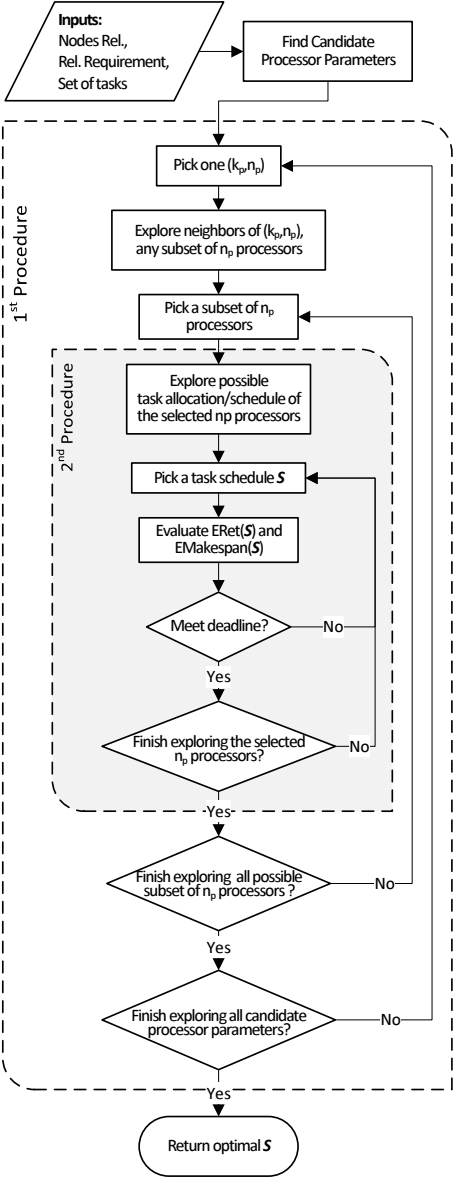 Inputs:
Nodes Rel.,
Rel. Requirement,
Set of tasks
Find Candidate
Processor Parameters
1st Procedure
Pick one (kp,np)
Explore neighbors of (kp,np),
any subset of np processors
Pick a subset of np
processors
2nd Procedure
Explore possible
task allocation/schedule of
the selected np processors
Pick a task schedule S
Evaluate ERet(S) and
EMakespan(S)
Meet deadline?
No
Yes
Finish exploring the selected
np processors?
No
Yes
Finish exploring all possible
subset of np processors ?
No
Yes
Finish exploring all candidate
processor parameters?
No
Yes
Return optimal S